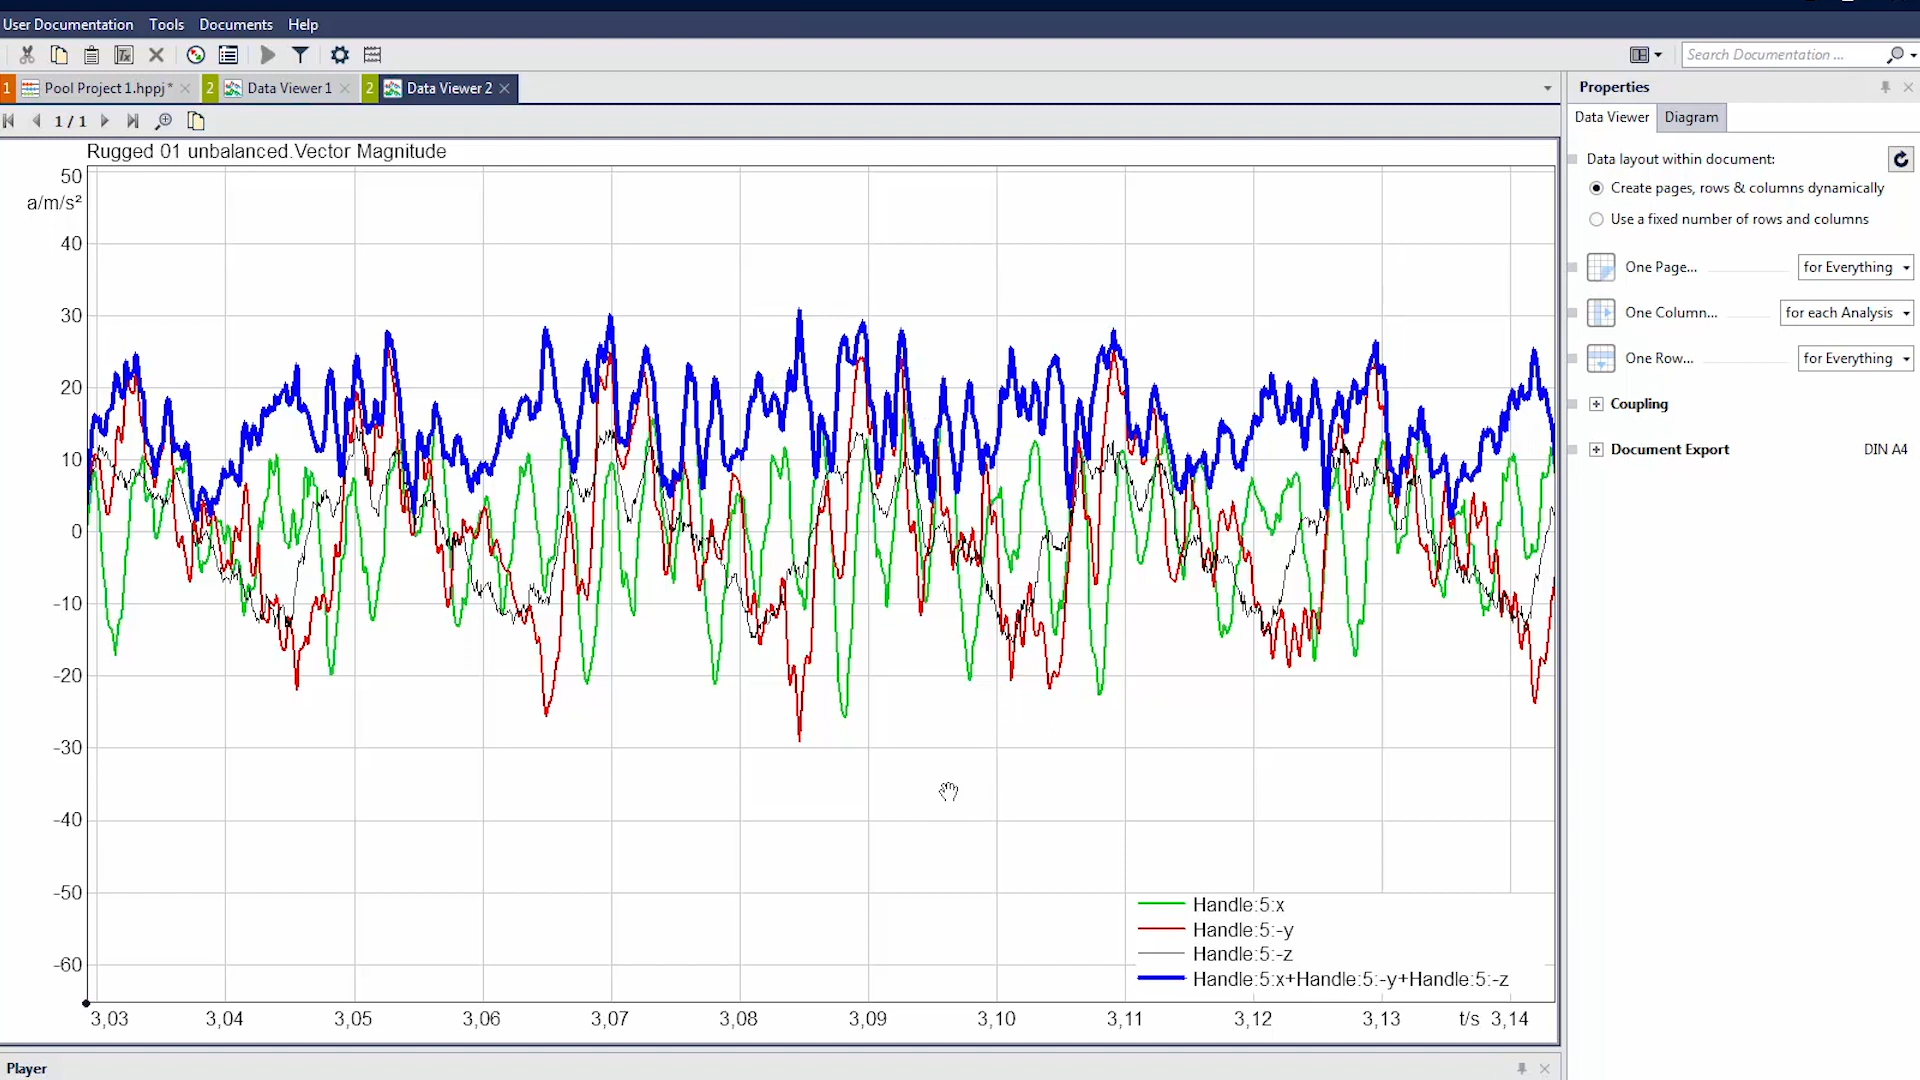 User Documentation Tools Documents Help
Search Documentation ...
1 Pool Project 1.hppj * 2 Data Viewer 1 2 Data Viewer 2
1 / 1
Rugged 01 unbalanced.Vector Magnitude
50
a/m/s²
40
30
20
10
0
-10
-20
-30
-40
-50
-60
Handle:5:x
Handle:5:-y
Handle:5:-z
Handle:5:x+Handle:5:-y+Handle:5:-z
3,03 3,04 3,05 3,06 3,07 3,08 3,09 3,10 3,11 3,12 3,13 t/s 3,14
Player
Properties
Data Viewer Diagram
Data layout within document:
Create pages, rows & columns dynamically
Use a fixed number of rows and columns
One Page... for Everything
One Column... for each Analysis
One Row... for Everything
Coupling
Document Export DIN A4